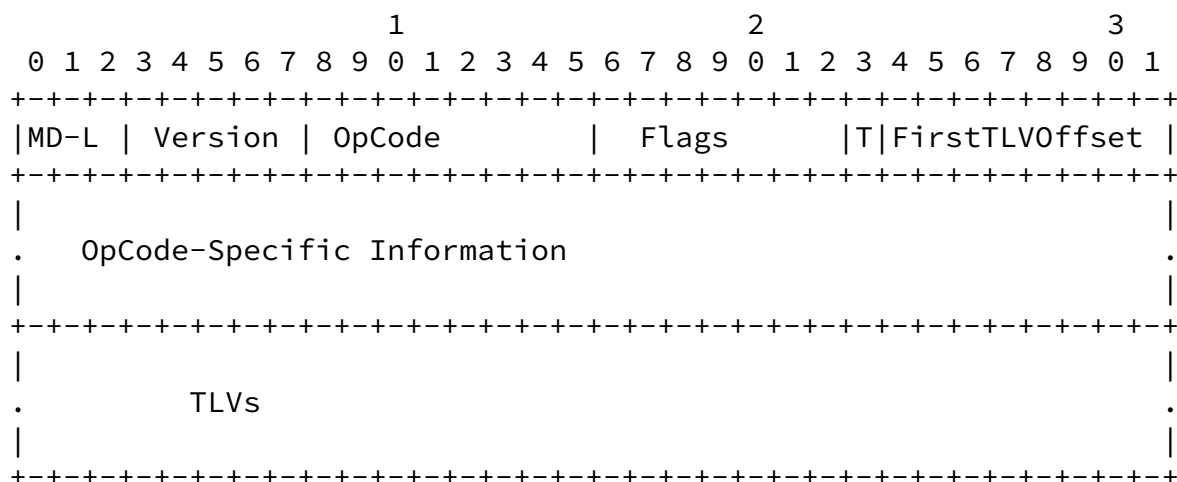 1                   2                   3
 0 1 2 3 4 5 6 7 8 9 0 1 2 3 4 5 6 7 8 9 0 1 2 3 4 5 6 7 8 9 0 1
+-+-+-+-+-+-+-+-+-+-+-+-+-+-+-+-+-+-+-+-+-+-+-+-+-+-+-+-+-+-+-+-+
|MD-L | Version | OpCode        |  Flags      |T|FirstTLVOffset |
+-+-+-+-+-+-+-+-+-+-+-+-+-+-+-+-+-+-+-+-+-+-+-+-+-+-+-+-+-+-+-+-+
|                                                               |
.   OpCode-Specific Information                                 .
|                                                               |
+-+-+-+-+-+-+-+-+-+-+-+-+-+-+-+-+-+-+-+-+-+-+-+-+-+-+-+-+-+-+-+-+
|                                                               |
.         TLVs                                                  .
|                                                               |
+-+-+-+-+-+-+-+-+-+-+-+-+-+-+-+-+-+-+-+-+-+-+-+-+-+-+-+-+-+-+-+-+